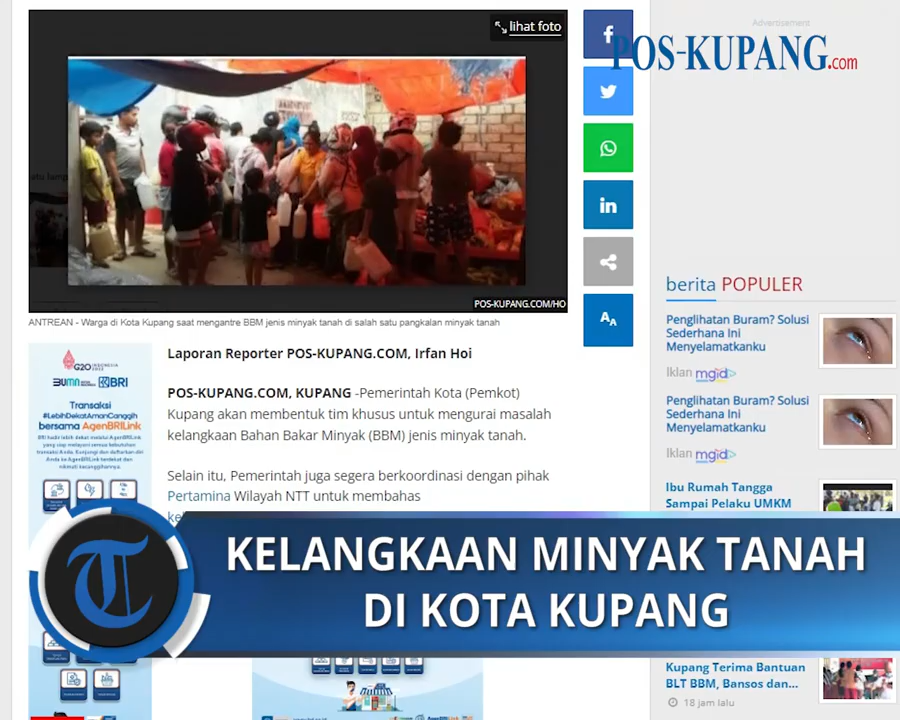 lihat foto
Advertisement
POS-KUPANG.com
POS-KUPANG.COM/HO
ANTREAN - Warga di Kota Kupang saat mengantre BBM jenis minyak tanah di salah satu pangkalan minyak tanah
Laporan Reporter POS-KUPANG.COM, Irfan Hoi
POS-KUPANG.COM, KUPANG -Pemerintah Kota (Pemkot)
Kupang akan membentuk tim khusus untuk mengurai masalah
kelangkaan Bahan Bakar Minyak (BBM) jenis minyak tanah.
Selain itu, Pemerintah juga segera berkoordinasi dengan pihak
Pertamina Wilayah NTT untuk membahas
G20 INDONESIA
BUMN BRI
Transaksi
#LebihDekatAmanCanggih
bersama AgenBRILink
berita POPULER
Penglihatan Buram? Solusi
Sederhana Ini
Menyelamatkanku
Iklan mgid
Penglihatan Buram? Solusi
Sederhana Ini
Menyelamatkanku
Iklan mgid
Ibu Rumah Tangga
Sampai Pelaku UMKM
KELANGKAAN MINYAK TANAH
DI KOTA KUPANG
Kupang Terima Bantuan
BLT BBM, Bansos dan...
18 jam lalu